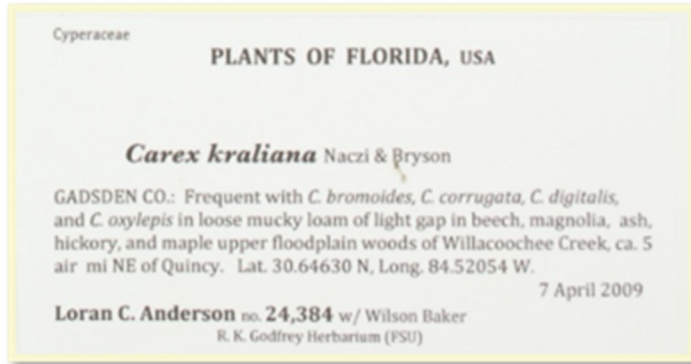 Cyperaceae
PLANTS OF FLORIDA, USA
Carex kraliana Naczi & Bryson
GADSDEN CO.: Frequent with C. bromoides, C. corrugata, C. digitalis,
and C. oxylepis in loose mucky loam of light gap in beech, magnolia, ash,
hickory, and maple upper floodplain woods of Willacoochee Creek, ca. 5
air mi NE of Quincy. Lat. 30.64630 N, Long. 84.52054 W.
7 April 2009
Loran C. Anderson no. 24,384 w/ Wilson Baker
R. K. Godfrey Herbarium (FSU)